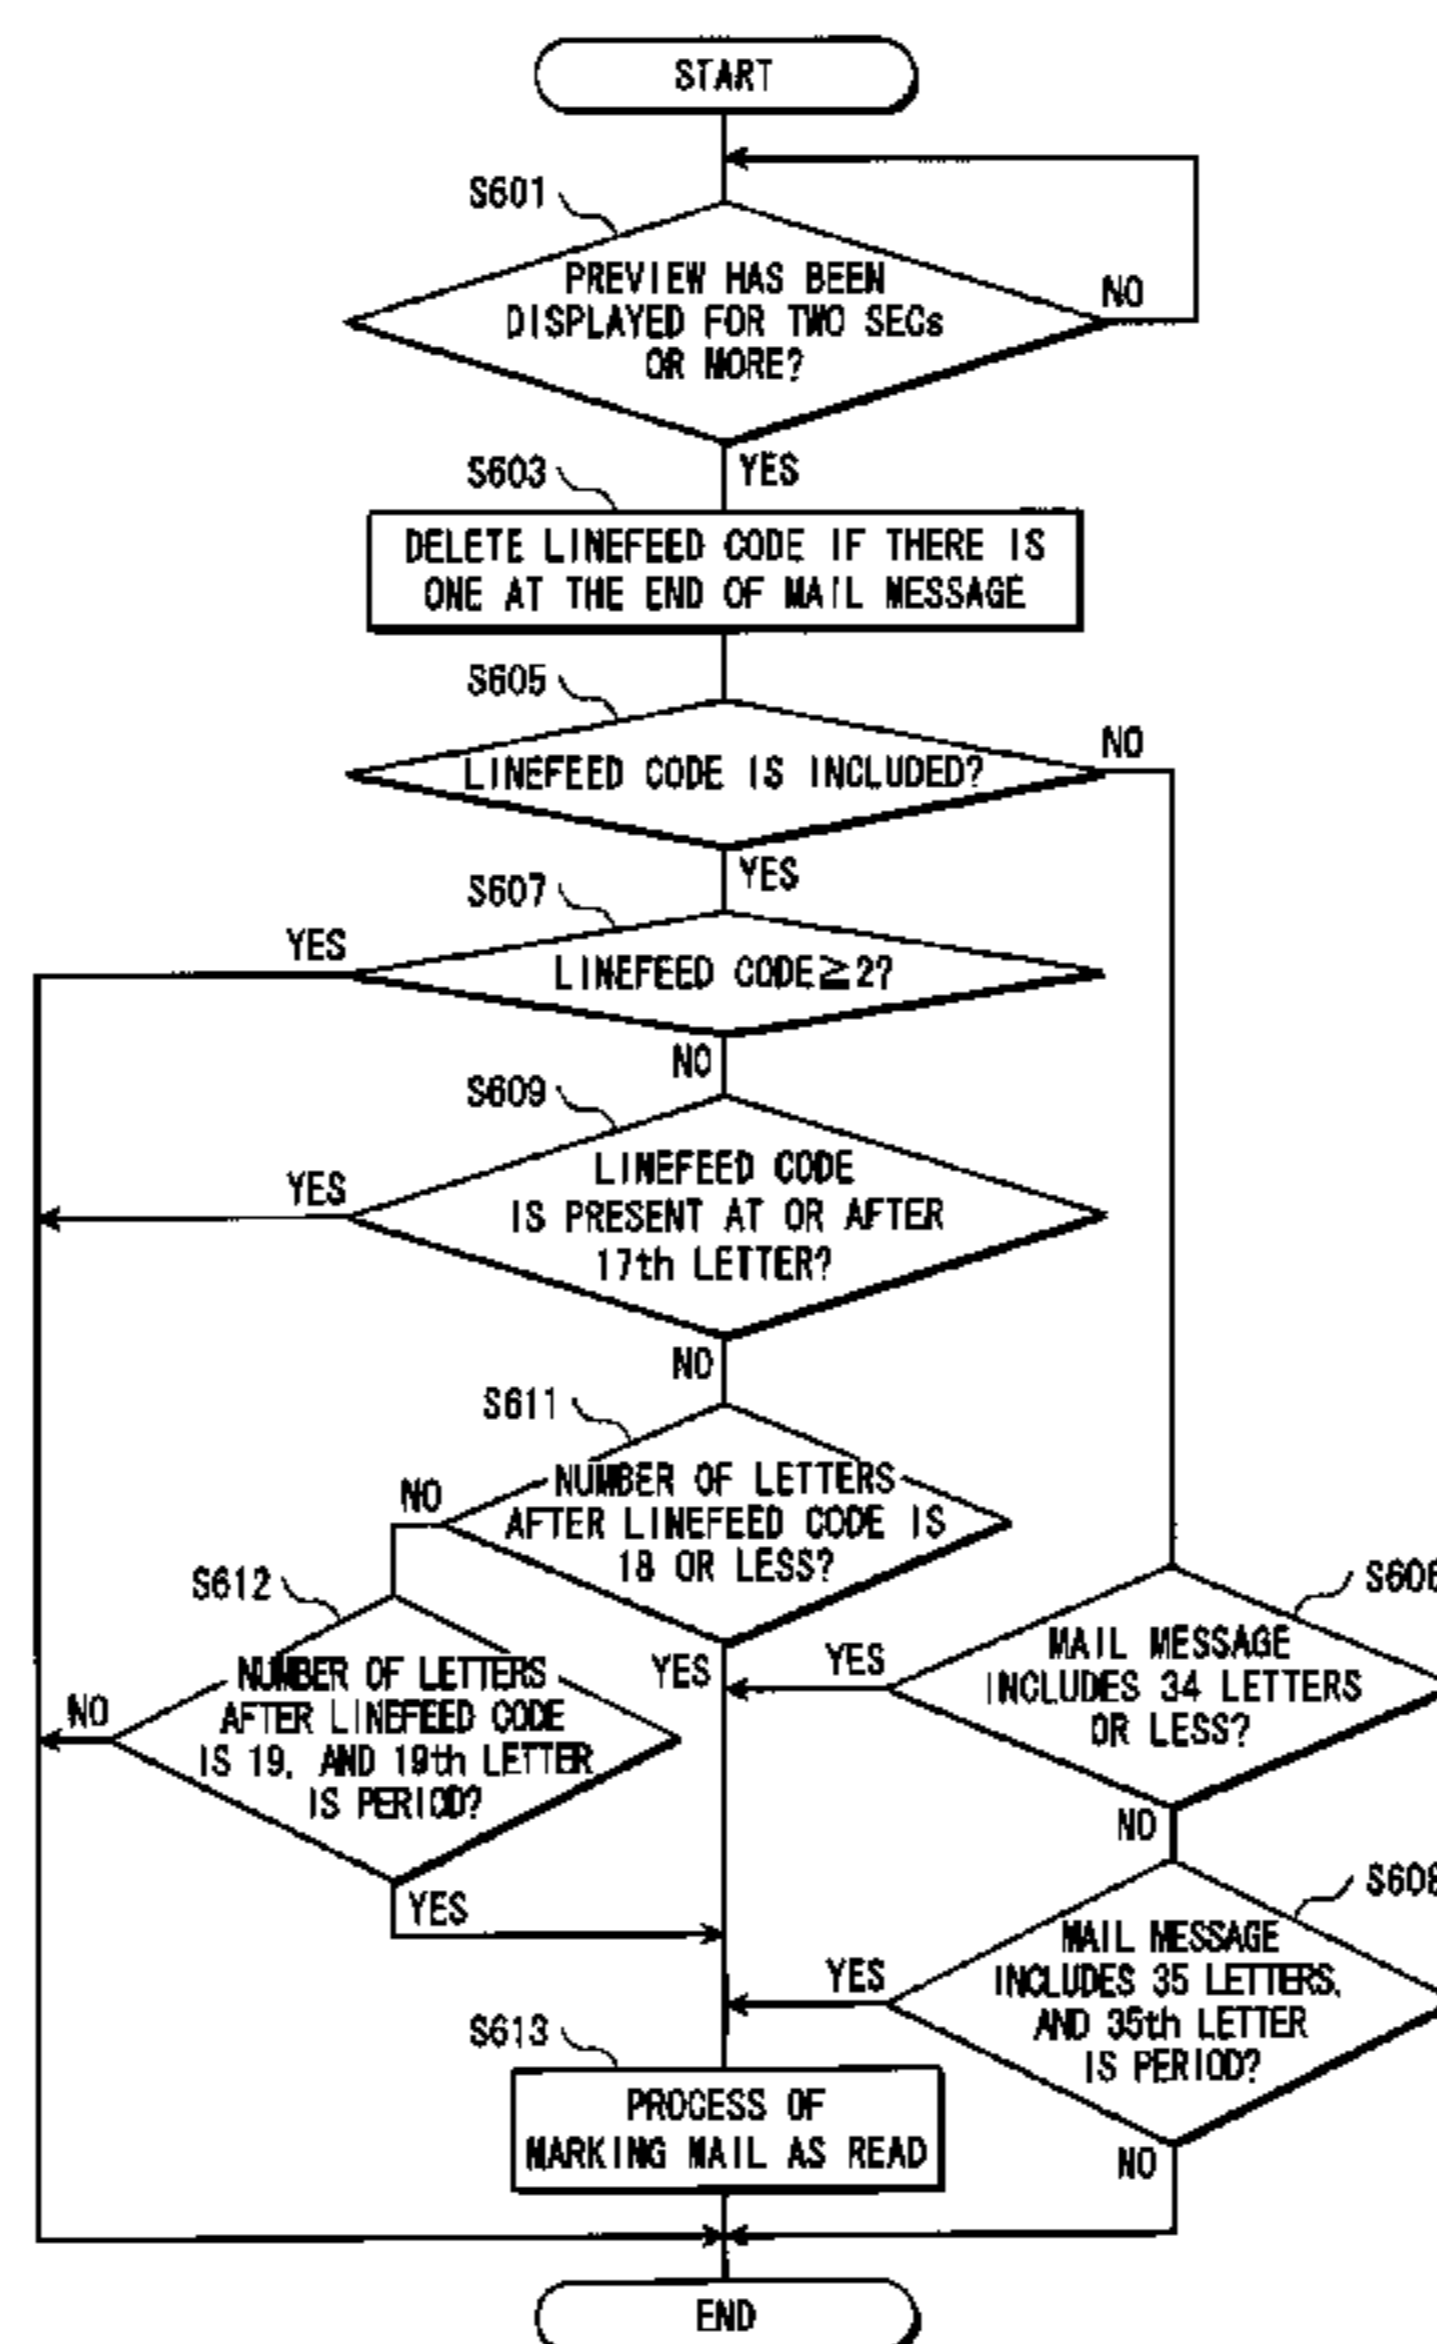 START
S601
PREVIEW HAS BEEN
DISPLAYED FOR TWO SECs
OR MORE?
NO
YES
S603
DELETE LINEFEED CODE IF THERE IS
ONE AT THE END OF MAIL MESSAGE
S605
LINEFEED CODE IS INCLUDED?
NO
YES
S607
YES
LINEFEED CODE≧2?
NO
S609
YES
LINEFEED CODE
IS PRESENT AT OR AFTER
17th LETTER?
NO
S611
NO
NUMBER OF LETTERS
AFTER LINEFEED CODE IS
18 OR LESS?
YES
S612
NO
NUMBER OF LETTERS
AFTER LINEFEED CODE
IS 19, AND 19th LETTER
IS PERIOD?
YES
S606
YES
MAIL MESSAGE
INCLUDES 34 LETTERS
OR LESS?
NO
S608
YES
MAIL MESSAGE
INCLUDES 35 LETTERS,
AND 35th LETTER
IS PERIOD?
NO
S613
PROCESS OF
MARKING MAIL AS READ
END